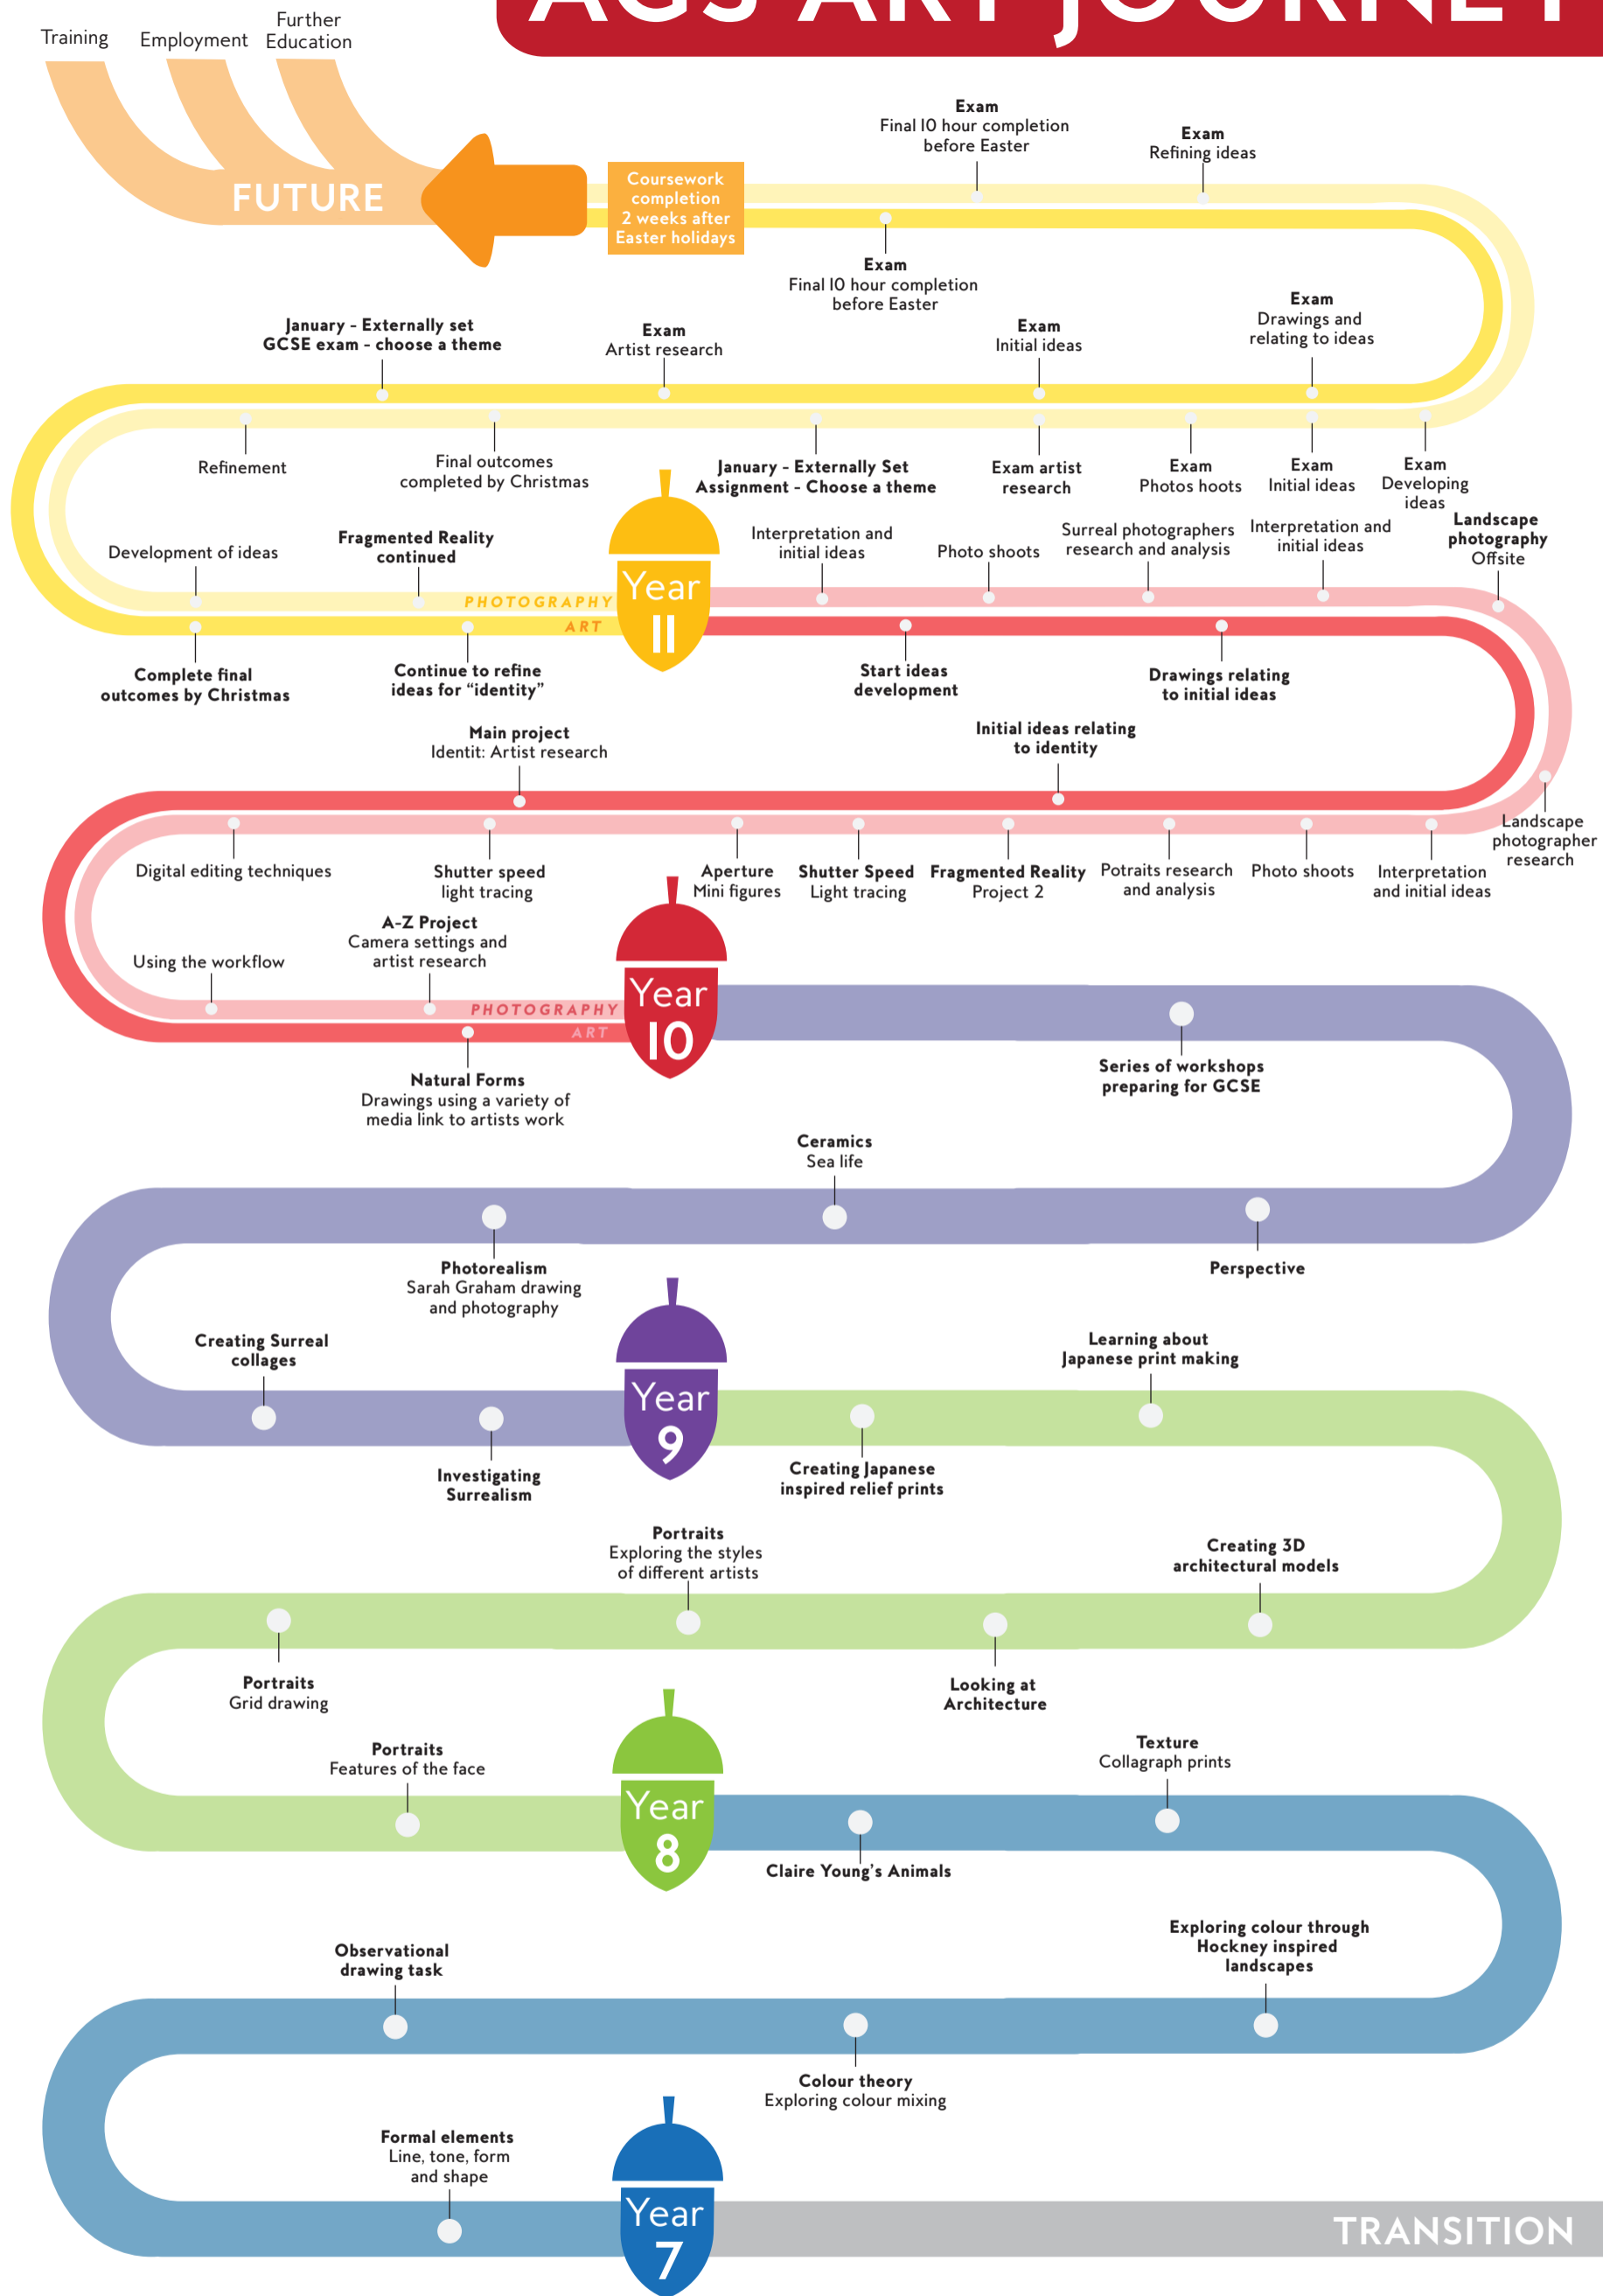 AGS ART JOURNEY
Training
Employment
Further
Education
FUTURE
Coursework
completion
2 weeks after
Easter holidays
Exam
Final 10 hour completion
before Easter
Exam
Refining ideas
Exam
Final 10 hour completion
before Easter
January - Externally set
GCSE exam - choose a theme
Exam
Artist research
Exam
Initial ideas
Exam
Drawings and
relating to ideas
Refinement
Final outcomes
completed by Christmas
January - Externally Set
Assignment - Choose a theme
Exam artist
research
Exam
Photos hoots
Exam
Initial ideas
Exam
Developing
ideas
Development of ideas
Fragmented Reality
continued
Interpretation and
initial ideas
Photo shoots
Surreal photographers
research and analysis
Interpretation and
initial ideas
Landscape
photography
Offsite
PHOTOGRAPHY
ART
Year
11
Complete final
outcomes by Christmas
Continue to refine
ideas for “identity”
Start ideas
development
Drawings relating
to initial ideas
Main project
Identit: Artist research
Initial ideas relating
to identity
Digital editing techniques
Shutter speed
light tracing
Aperture
Mini figures
Shutter Speed
Light tracing
Fragmented Reality
Project 2
Potraits research
and analysis
Photo shoots
Interpretation
and initial ideas
Landscape
photographer
research
Using the workflow
A-Z Project
Camera settings and
artist research
PHOTOGRAPHY
ART
Year
10
Natural Forms
Drawings using a variety of
media link to artists work
Series of workshops
preparing for GCSE
Ceramics
Sea life
Photorealism
Sarah Graham drawing
and photography
Perspective
Creating Surreal
collages
Investigating
Surrealism
Year
9
Learning about
Japanese print making
Creating Japanese
inspired relief prints
Portraits
Exploring the styles
of different artists
Creating 3D
architectural models
Portraits
Grid drawing
Looking at
Architecture
Portraits
Features of the face
Year
8
Texture
Collagraph prints
Claire Young’s Animals
Observational
drawing task
Exploring colour through
Hockney inspired
landscapes
Colour theory
Exploring colour mixing
Formal elements
Line, tone, form
and shape
Year
7
TRANSITION